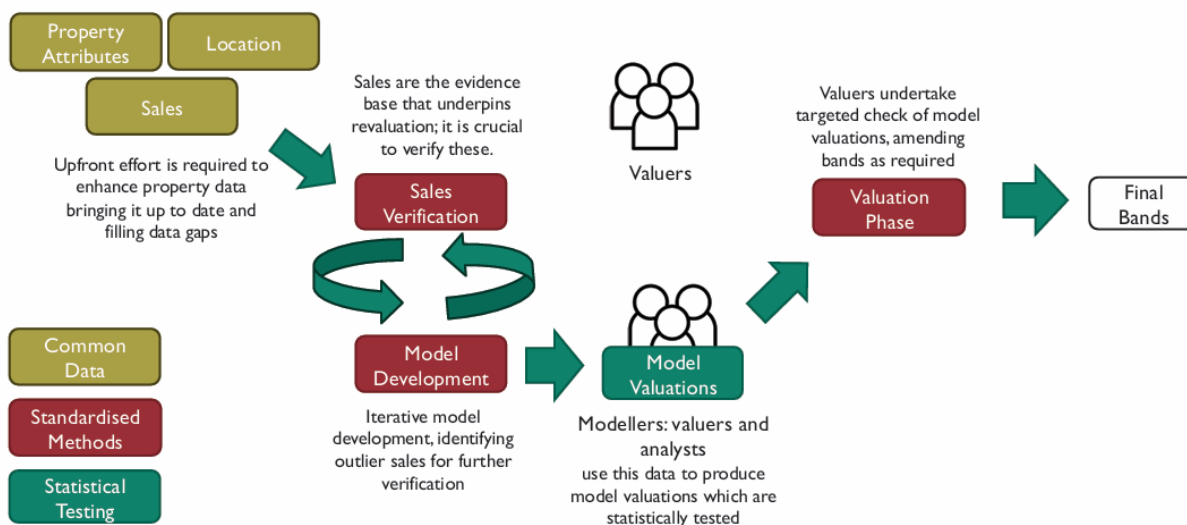 Property
Attributes
Location
Sales
Upfront effort is required to
enhance property data
bringing it up to date and
filling data gaps
Sales are the evidence
base that underpins
revaluation; it is crucial
to verify these.
Sales
Verification
Model
Development
Iterative model
development, identifying
outlier sales for further
verification
Valuers
Model
Valuations
Modellers: valuers and
analysts
use this data to produce
model valuations which are
statistically tested
Valuers undertake
targeted check of model
valuations, amending
bands as required
Valuation
Phase
Final
Bands
Common
Data
Standardised
Methods
Statistical
Testing